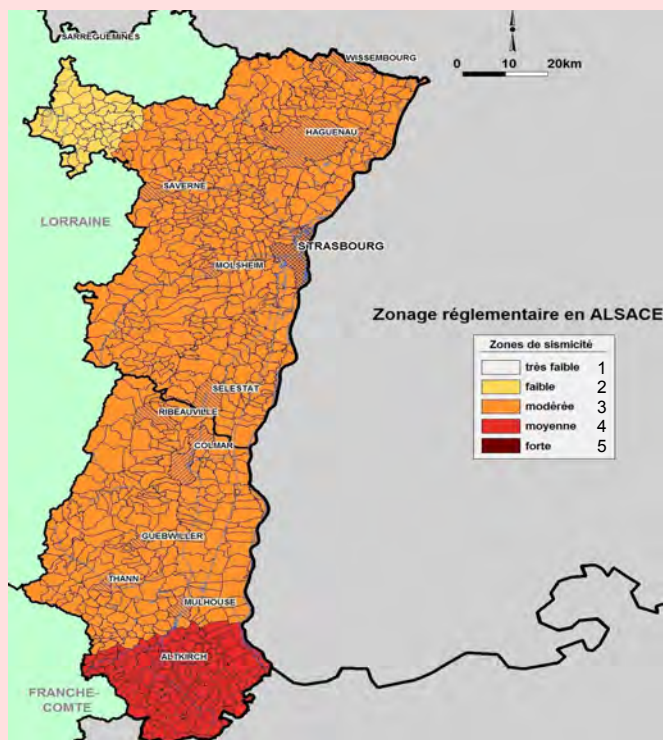 SARREGUEMINES
WISSEMBOURG
0 10 20km
HAGUENAU
SAVERNE
LORRAINE
STRASBOURG
MOLSHEIM
Zonage réglementaire en ALSACE
Zones de sismicité
très faible 1
faible 2
modérée 3
moyenne 4
forte 5
SELESTAT
RIBEAUVILLE
COLMAR
GUEBWILLER
THANN
MULHOUSE
ALTKIRCH
FRANCHE-
COMTE